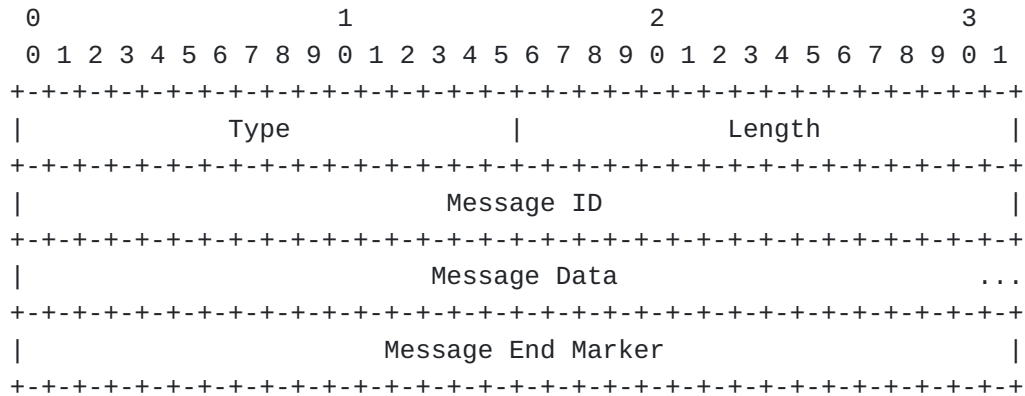 0                   1                   2                   3
 0 1 2 3 4 5 6 7 8 9 0 1 2 3 4 5 6 7 8 9 0 1 2 3 4 5 6 7 8 9 0 1
+-+-+-+-+-+-+-+-+-+-+-+-+-+-+-+-+-+-+-+-+-+-+-+-+-+-+-+-+-+-+-+-+
|             Type              |             Length            |
+-+-+-+-+-+-+-+-+-+-+-+-+-+-+-+-+-+-+-+-+-+-+-+-+-+-+-+-+-+-+-+-+
|                           Message ID                          |
+-+-+-+-+-+-+-+-+-+-+-+-+-+-+-+-+-+-+-+-+-+-+-+-+-+-+-+-+-+-+-+-+
|                          Message Data                       ...
+-+-+-+-+-+-+-+-+-+-+-+-+-+-+-+-+-+-+-+-+-+-+-+-+-+-+-+-+-+-+-+-+
|                       Message End Marker                      |
+-+-+-+-+-+-+-+-+-+-+-+-+-+-+-+-+-+-+-+-+-+-+-+-+-+-+-+-+-+-+-+-+